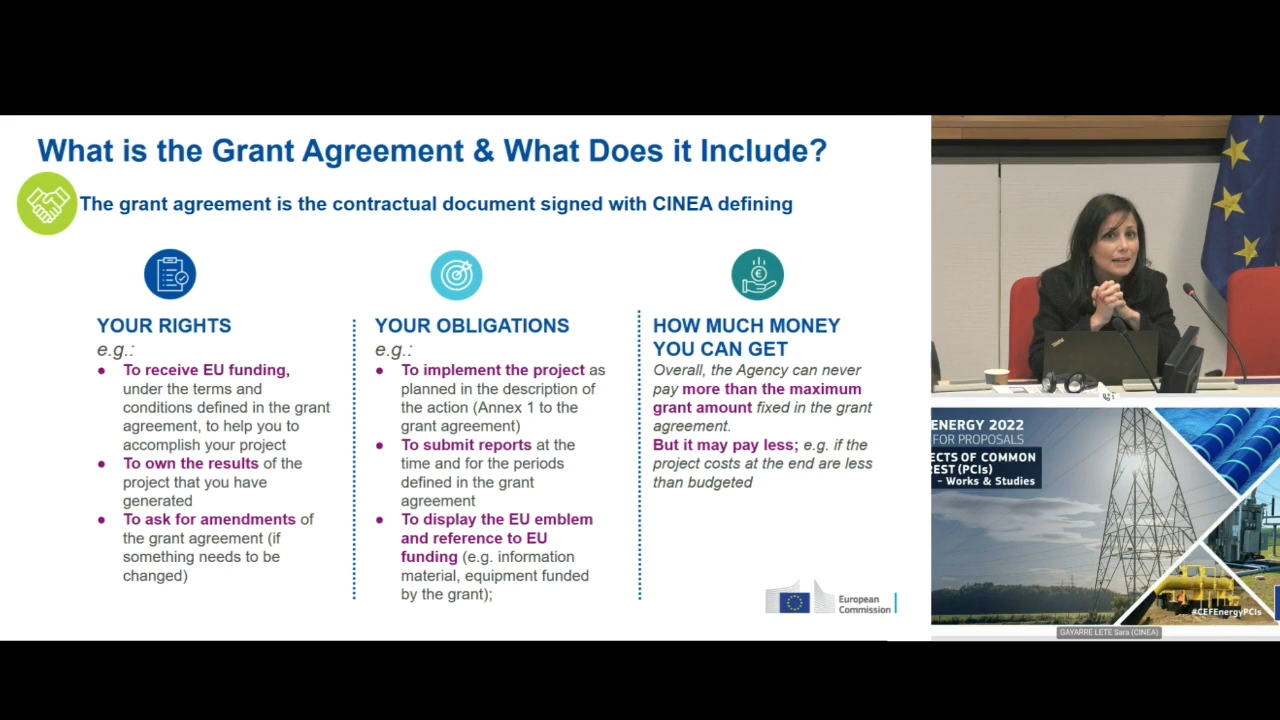 What is the Grant Agreement & What Does it Include?
The grant agreement is the contractual document signed with CINEA defining
YOUR RIGHTS
e.g.:
● To receive EU funding,
under the terms and
conditions defined in the grant
agreement, to help you to
accomplish your project
● To own the results of the
project that you have
generated
● To ask for amendments of
the grant agreement (if
something needs to be
changed)
YOUR OBLIGATIONS
e.g.:
● To implement the project as
planned in the description of
the action (Annex 1 to the
grant agreement)
● To submit reports at the
time and for the periods
defined in the grant
agreement
● To display the EU emblem
and reference to EU
funding (e.g. information
material, equipment funded
by the grant);
HOW MUCH MONEY
YOU CAN GET
Overall, the Agency can never
pay more than the maximum
grant amount fixed in the grant
agreement.
But it may pay less; e.g. if the
project costs at the end are less
than budgeted
European
Commission
ENERGY 2022
FOR PROPOSALS
ECTS OF COMMON
REST (PCIs)
- Works & Studies
#CEFEnergyPCIs
GAYARRE LETE Sara (CINEA)